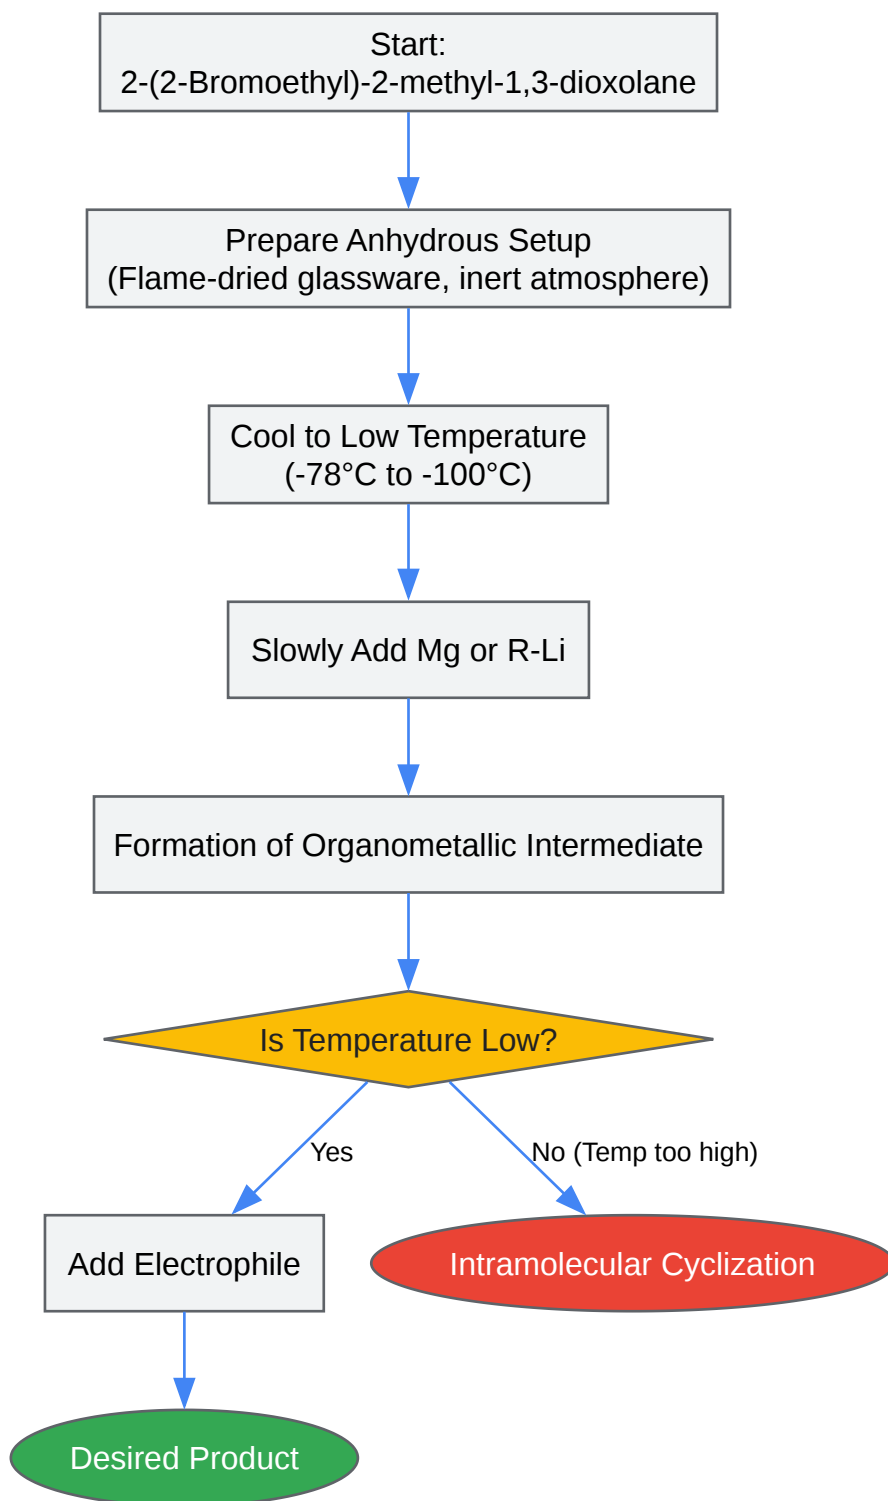 Start:
2-(2-Bromoethyl)-2-methyl-1,3-dioxolane
Prepare Anhydrous Setup
(Flame-dried glassware, inert atmosphere)
Cool to Low Temperature
(-78°C to -100°C)
Slowly Add Mg or R-Li
Formation of Organometallic Intermediate
Is Temperature Low?
Yes
No (Temp too high)
Add Electrophile
Intramolecular Cyclization
Desired Product